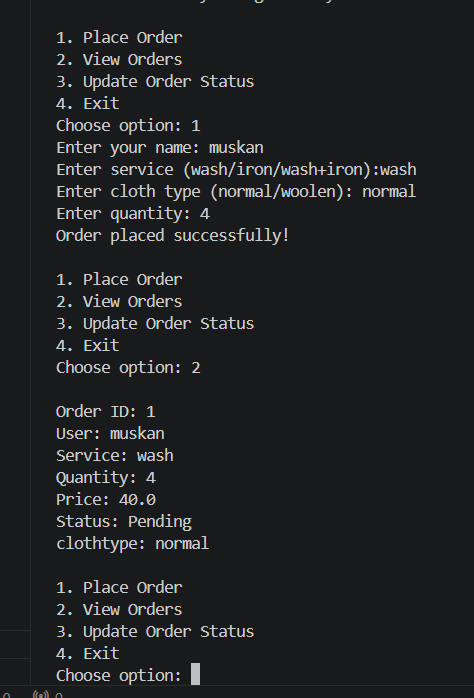 1. Place Order
2. View Orders
3. Update Order Status
4. Exit
Choose option: 1
Enter your name: muskan
Enter service (wash/iron/wash+iron):wash
Enter cloth type (normal/woolen): normal
Enter quantity: 4
Order placed successfully!
1. Place Order
2. View Orders
3. Update Order Status
4. Exit
Choose option: 2
Order ID: 1
User: muskan
Service: wash
Quantity: 4
Price: 40.0
Status: Pending
clothtype: normal
1. Place Order
2. View Orders
3. Update Order Status
4. Exit
Choose option: